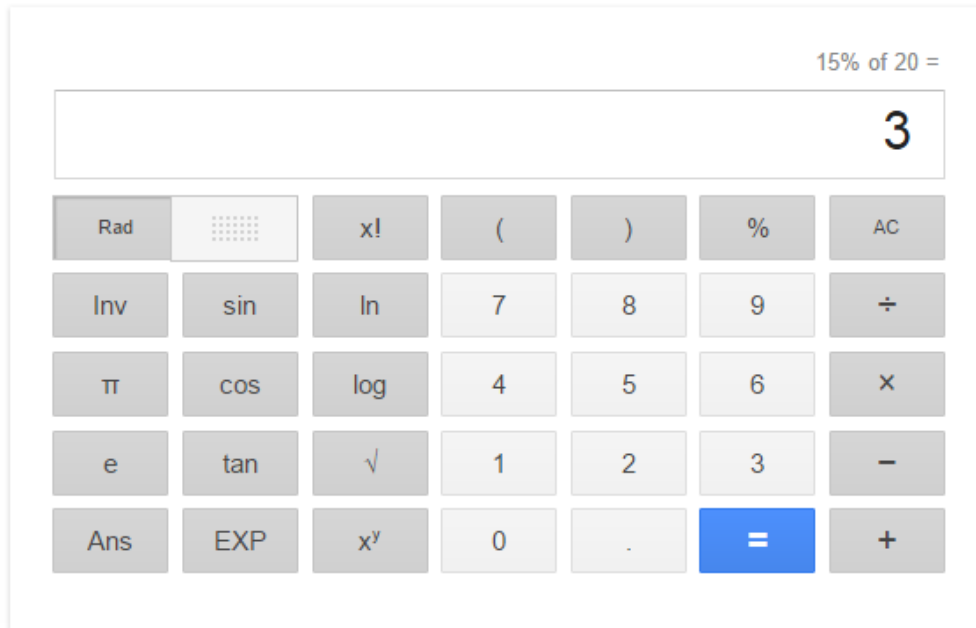 15% of 20 =
3
Rad x! ( ) % AC
Inv sin ln 7 8 9 ÷
π cos log 4 5 6 ×
e tan √ 1 2 3 −
Ans EXP xʸ 0 . = +